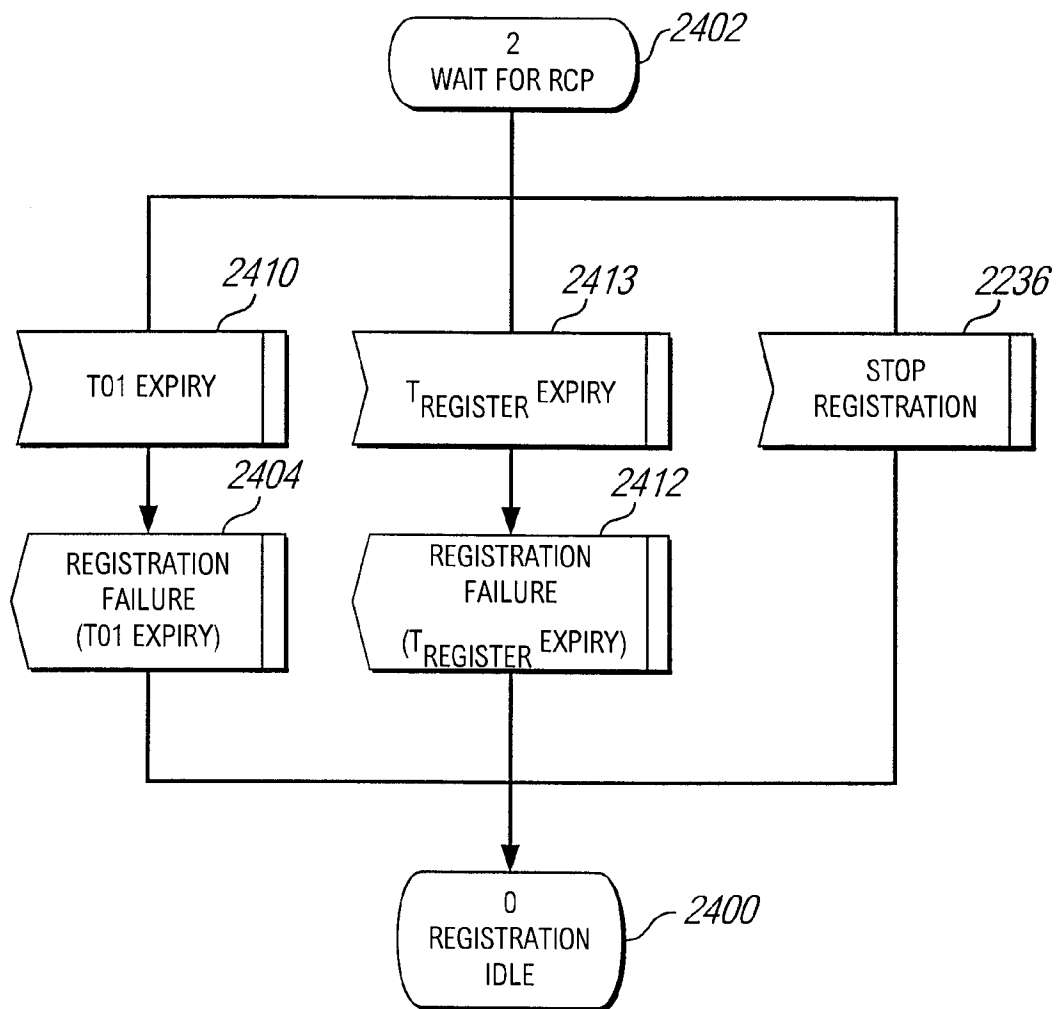 2
WAIT FOR RCP
2402
2410
2413
2236
T01 EXPIRY
TREGISTER EXPIRY
STOP
REGISTRATION
2404
2412
REGISTRATION
FAILURE
(T01 EXPIRY)
REGISTRATION
FAILURE
(TREGISTER EXPIRY)
0
REGISTRATION
IDLE
2400